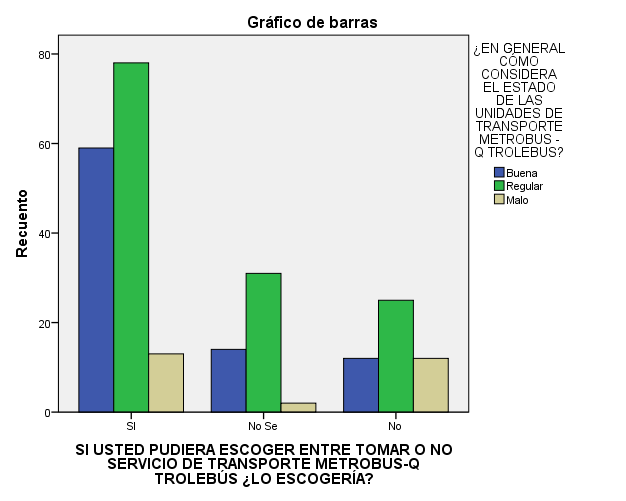 Gráfico de barras
80
60
40
20
0
Recuento
SI
No Se
No
SI USTED PUDIERA ESCOGER ENTRE TOMAR O NO
SERVICIO DE TRANSPORTE METROBUS-Q
TROLEBÚS ¿LO ESCOGERÍA?
¿EN GENERAL
CÓMO
CONSIDERA
EL ESTADO
DE LAS
UNIDADES DE
TRANSPORTE
METROBUS -
Q TROLEBUS?
Buena
Regular
Malo